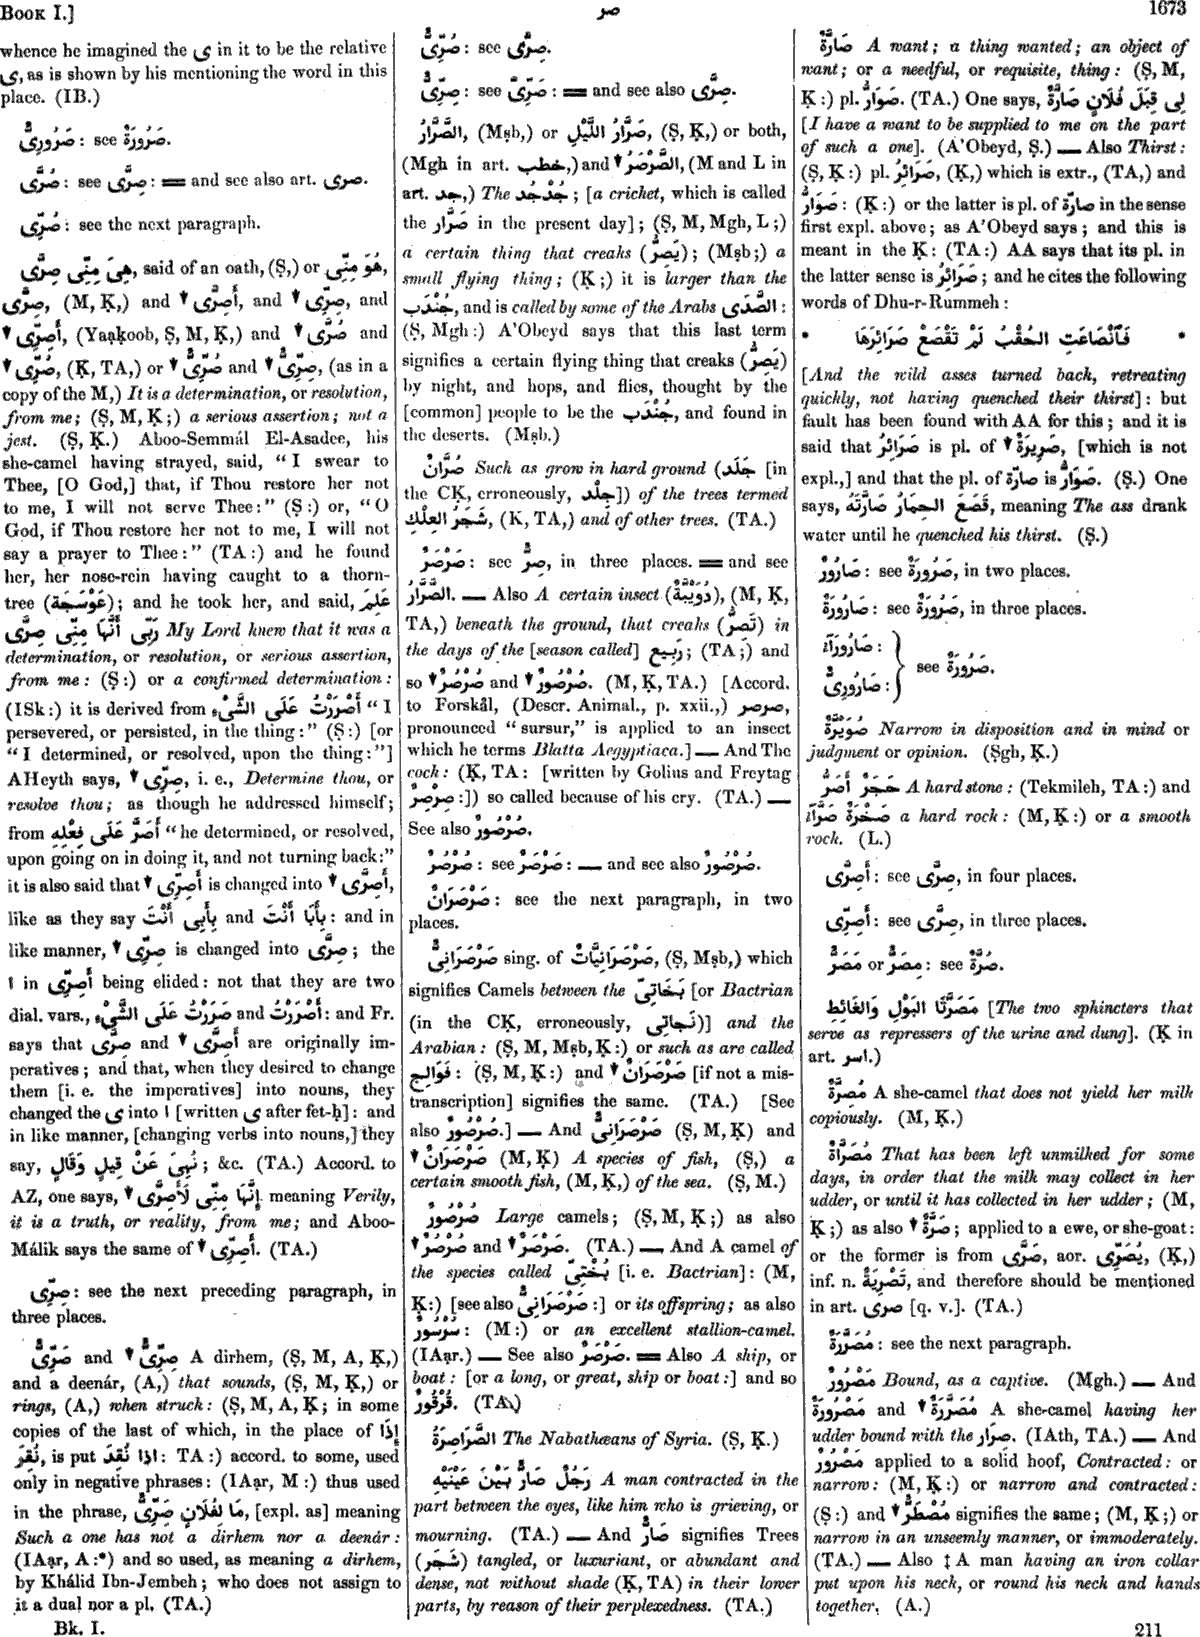 BOOK I.]
صر
1673
whence he imagined the ى in it to be the relative
ى, as is shown by his mentioning the word in this
place. (IB.)
صَرُورِىٌّ: see صَرُورَةٌ.
صُرَّى: see صِرَّى: ═ and see also art. صرى.
صُرِّى: see the next paragraph.
هُوَ مِنِّى صِرَّى, said of an oath, (Ṣ,) or هِىَ مِنِّى
صِرَّى, (M, Ḳ,) and ↓ أَصِرَّى, and ↓ صِرِّى, and
↓ أَصِرِّى, (Yaạḳoob, Ṣ, M, Ḳ,) and ↓ صُرَّى and
↓ صُرِّى, (Ḳ, TA,) or ↓ صُرِّىٌّ and ↓ صِرِّىٌّ, (as in a
copy of the M,) It is a determination, or resolution,
from me; (Ṣ, M, Ḳ;) a serious assertion; not a
jest. (Ṣ, Ḳ.) Aboo-Semmál El-Asadee, his
she-camel having strayed, said, "I swear to
Thee, [O God,] that, if Thou restore her not
to me, I will not serve Thee:" (Ṣ:) or, "O
God, if Thou restore her not to me, I will not
say a prayer to Thee:" (TA:) and he found
her, her nose-rein having caught to a thorn-
tree (عَوْسَجَة); and he took her, and said, عَلِمَ
رَبِّى أَنَّهَا مِنِّى صِرَّى My Lord knew that it was a
determination, or resolution, or serious assertion,
from me: (Ṣ:) or a confirmed determination:
(ISk:) it is derived from أَصْرَرْتُ عَلَى الشَّىْءِ "I
persevered, or persisted, in the thing:" (Ṣ:) [or
"I determined, or resolved, upon the thing:"]
AHeyth says, ↓ صِرِّى, i. e., Determine thou, or
resolve thou; as though he addressed himself;
from أَصَرَّ عَلَى فِعْلِهِ "he determined, or resolved,
upon going on in doing it, and not turning back:"
it is also said that ↓ أَصِرِّى is changed into ↓ أَصِرَّى,
like as they say بِأَبِى أَنْتَ and بِأَبَا أَنْتَ: and in
like manner, ↓ صِرِّى is changed into صِرَّى; the
ا in أَصِرِّى being elided: not that they are two
dial. vars., صَرَرْتُ عَلَى الشَّىْءِ and أَصْرَرْتُ: and Fr.
says that صِرَّى and ↓ أَصِرَّى are originally im-
peratives; and that, when they desired to change
them [i. e. the imperatives] into nouns, they
changed the ى into ا [written ى after fet-ḥ]: and
in like manner, [changing verbs into nouns,] they
say, نُهِىَ عَنْ قِيلٍ وَقَالٍ; &c. (TA.) Accord. to
AZ, one says, ↓ إِنَّهَا مِنِّى لَأَصِرَّى meaning Verily,
it is a truth, or reality, from me; and Aboo-
Málik says the same of ↓ أَصِرِّى. (TA.)
صِرِّى: see the next preceding paragraph, in
three places.
صَرِّىٌّ and ↓ صِرِّىٌّ A dirhem, (Ṣ, M, A, Ḳ,)
and a deenár, (A,) that sounds, (Ṣ, M, Ḳ,) or
rings, (A,) when struck: (Ṣ, M, A, Ḳ; in some
copies of the last of which, in the place of إِذَا
نُقِرَ, is put اذا نُقِدَ: TA:) accord. to some, used
only in negative phrases: (IAạr, M:) thus used
in the phrase, مَا لِفُلَانٍ صَرِّىٌّ, [expl. as] meaning
Such a one has not a dirhem nor a deenár:
(IAạr, A:*) and so used, as meaning a dirhem,
by Khálid Ibn-Jembeh; who does not assign to
it a dual nor a pl. (TA.)
Bk. I.
صُرِّىٌّ: see صِرَّى.
صِرِّىٌّ: see صَرِّىٌّ: ═ and see also صِرَّى.
الصَّرَّارُ, (Mṣb,) or صَرَّارُ اللَّيْلِ, (Ṣ, Ḳ,) or both,
(Mgh in art. خطب,) and ↓ الصَّرْصَرُ, (M and L in
art. جد,) The جُدْجُد; [a cricket, which is called
the صَرَّار in the present day]; (Ṣ, M, Mgh, L;)
a certain thing that creaks (يَصِرُّ); (Mṣb;) a
small flying thing; (Ḳ;) it is larger than the
جُنْدَب, and is called by some of the Arabs الصَّدَى:
(Ṣ, Mgh:) A'Obeyd says that this last term
signifies a certain flying thing that creaks (يَصِرُّ)
by night, and hops, and flies, thought by the
[common] people to be the جُنْدَب, and found in
the deserts. (Mṣb.)
صُرَّانٌ Such as grow in hard ground (جَلَد [in
the CḲ, erroneously, جِلْد]) of the trees termed
شَجَرُ العِلْكِ, (K, TA,) and of other trees. (TA.)
صَرْصَرٌ: see صِرٌّ, in three places. ═ and see
الصَّرَّارُ. — Also A certain insect (دُوَيْبَّةٌ), (M, Ḳ,
TA,) beneath the ground, that creaks (تَصِرُّ) in
the days of the [season called] رَبِيع; (TA;) and
so ↓ صُرْصُرٌ and ↓ صُرْصُورٌ. (M, Ḳ, TA.) [Accord.
to Forskål, (Descr. Animal., p. xxii.,) صرصر,
pronounced "sursur," is applied to an insect
which he terms Blatta Aegyptiaca.] — And The
cock: (Ḳ, TA: [written by Golius and Freytag
صِرْصِرٌ:]) so called because of his cry. (TA.) —
See also صُرْصُورٌ.
صُرْصُرٌ: see صَرْصَرٌ: — and see also صُرْصُورٌ.
صَرْصَرَانٌ: see the next paragraph, in two
places.
صَرْصَرَانِىٌّ sing. of صَرْصَرَانِيَّاتٌ, (Ṣ, Mṣb,) which
signifies Camels between the بَخَاتِىّ [or Bactrian
(in the CḲ, erroneously, نَجاتِى)] and the
Arabian: (Ṣ, M, Mṣb, Ḳ:) or such as are called
فَوَالِج: (Ṣ, M, Ḳ:) and ↓ صَرْصَرَانٌ [if not a mis-
transcription] signifies the same. (TA.) [See
also صُرْصُورٌ.] — And صَرْصَرَانِىٌّ (Ṣ, M, Ḳ) and
↓ صَرْصَرَانٌ (M, Ḳ) A species of fish, (Ṣ,) a
certain smooth fish, (M, Ḳ,) of the sea. (Ṣ, M.)
صُرْصُورٌ Large camels; (Ṣ, M, Ḳ;) as also
↓ صُرْصُرٌ and ↓ صَرْصَرٌ. (TA.) — And A camel of
the species called بُخْتِىّ [i. e. Bactrian]: (M,
Ḳ:) [see also صَرْصَرَانِىٌّ:] or its offspring; as also
سُرْسُورٌ: (M:) or an excellent stallion-camel.
(IAạr.) — See also صَرْصَرٌ. ═ Also A ship, or
boat: [or a long, or great, ship or boat:] and so
قُرْقُورٌ. (TA.)
الصَّرَاصِرَةُ The Nabathæans of Syria. (Ṣ, Ḳ.)
رَجُلٌ صَارٌّ بَيْنَ عَيْنَيْهِ A man contracted in the
part between the eyes, like him who is grieving, or
mourning. (TA.) — And صَارٌّ signifies Trees
(شَجَر) tangled, or luxuriant, or abundant and
dense, not without shade (Ḳ, TA) in their lower
parts, by reason of their perplexedness. (TA.)
صَارَّةٌ A want; a thing wanted; an object of
want; or a needful, or requisite, thing: (Ṣ, M,
Ḳ:) pl. صَوَارُّ. (TA.) One says, لِى قِبَلَ فُلَانٍ صَارَّةٌ
[I have a want to be supplied to me on the part
of such a one]. (A'Obeyd, Ṣ.) — Also Thirst:
(Ṣ, Ḳ:) pl. صَرَائِرُ, (Ḳ,) which is extr., (TA,) and
صَوَارُّ: (Ḳ:) or the latter is pl. of صارّة in the sense
first expl. above; as A'Obeyd says; and this is
meant in the Ḳ: (TA:) AA says that its pl. in
the latter sense is صَرَائِرُ; and he cites the following
words of Dhu-r-Rummeh:
* فَٱنْصَاعَتِ الحُقْبُ لَمْ تَقْصَعْ صَرَائِرَهَا *
[And the wild asses turned back, retreating
quickly, not having quenched their thirst]: but
fault has been found with AA for this; and it is
said that صَرَائِرُ is pl. of ↓ صَرِيرَةٌ, [which is not
expl.,] and that the pl. of صارّة is صَوَارُّ. (Ṣ.) One
says, قَصَعَ الحِمَارُ صَارَّتَهُ, meaning The ass drank
water until he quenched his thirst. (Ṣ.)
صَارُورٌ: see صَرُورَةٌ, in two places.
صَارُورَةٌ: see صَرُورَةٌ, in three places.
صَارُورَآءُ:
صَارُورِىٌّ:
see صَرُورَةٌ.
صُوَيْرَّةٌ Narrow in disposition and in mind or
judgment or opinion. (Ṣgh, Ḳ.)
حَجَرٌ أَصَرُّ A hard stone: (Tekmileh, TA:) and
صَخْرَةٌ صَرَّآءُ a hard rock: (M, Ḳ:) or a smooth
rock. (L.)
أَصِرَّى: see صِرَّى, in four places.
أَصِرِّى: see صِرَّى, in three places.
مَصَرٌّ or مِصَرٌّ: see صُرَّةٌ.
مَصَرَّتَا البَوْلِ وَالغَائِطِ [The two sphincters that
serve as repressers of the urine and dung]. (Ḳ in
art. اسر.)
مُصِرَّةٌ A she-camel that does not yield her milk
copiously. (M, Ḳ.)
مُصَرَّاةٌ That has been left unmilked for some
days, in order that the milk may collect in her
udder, or until it has collected in her udder; (M,
Ḳ;) as also ↓ صَرَّةٌ; applied to a ewe, or she-goat:
or the former is from صَرَّى, aor. يُصَرِّى, (Ḳ,)
inf. n. تَصْرِيَةٌ, and therefore should be mentioned
in art. صرى [q. v.]. (TA.)
مُصَرَّرَةٌ: see the next paragraph.
مَصْرُورٌ Bound, as a captive. (Mgh.) — And
مَصْرُورَةٌ and ↓ مُصَرَّرَةٌ A she-camel having her
udder bound with the صِرَار. (IAth, TA.) — And
مَصْرُورٌ applied to a solid hoof, Contracted: or
narrow: (M, Ḳ:) or narrow and contracted:
(Ṣ:) and ↓ مُصْطَرٌّ signifies the same; (M, Ḳ;) or
narrow in an unseemly manner, or immoderately.
(TA.) — Also ‡ A man having an iron collar
put upon his neck, or round his neck and hands
together. (A.)
211